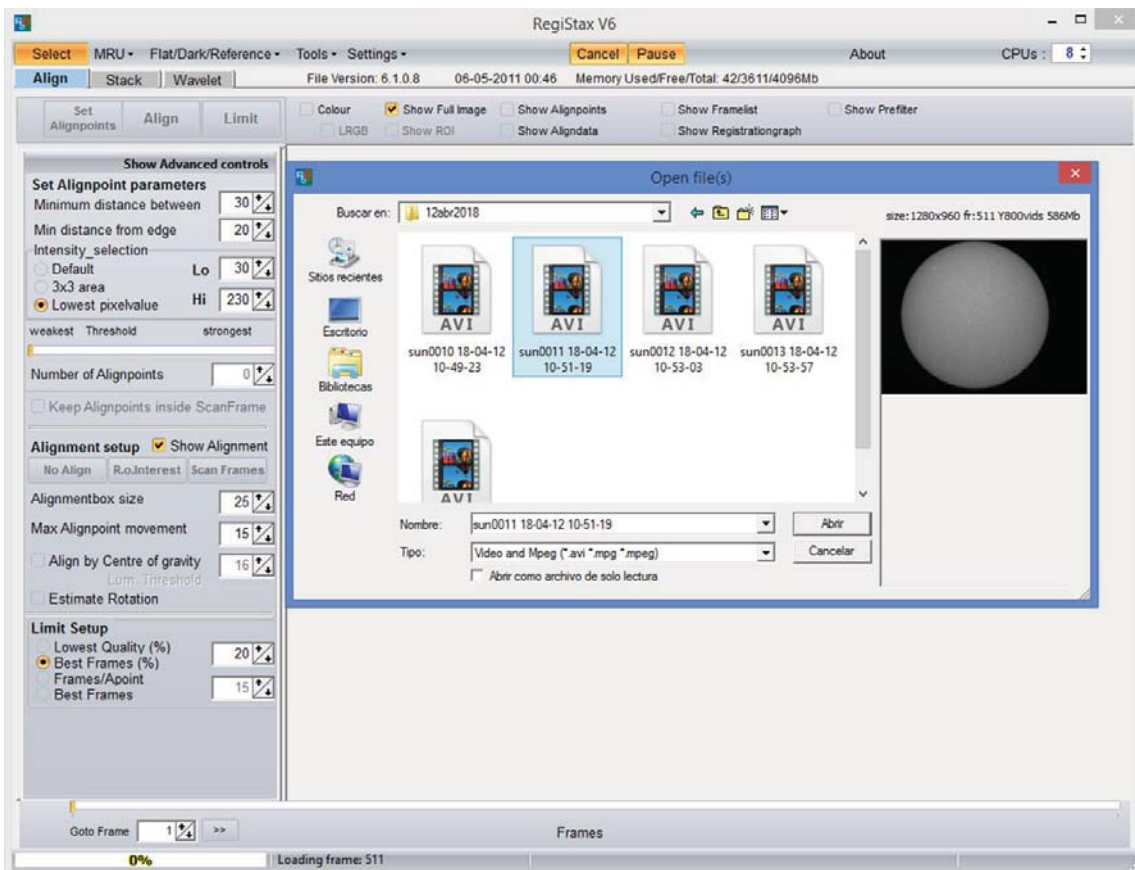 RegiStax V6
Select MRU Flat/Dark/Reference Tools Settings Cancel Pause About CPUs : 8
Align Stack Wavelet File Version: 6.1.0.8 06-05-2011 00:46 Memory Used/Free/Total: 42/3611/4096Mb
Set Alignpoints Align Limit
Colour Show Full Image Show Alignpoints Show Framelist Show Prefilter
LRGB Show ROI Show Aligndata Show Registrationgraph
Show Advanced controls
Set Alignpoint parameters
Minimum distance between 30
Min distance from edge 20
Intensity_selection
Default Lo 30
3x3 area
Lowest pixelvalue Hi 230
weakest Threshold strongest
Number of Alignpoints 0
Keep Alignpoints inside ScanFrame
Alignment setup Show Alignment
No Align R.o.Interest Scan Frames
Alignmentbox size 25
Max Alignpoint movement 15
Align by Centre of gravity 16
Lum. Threshold
Estimate Rotation
Limit Setup
Lowest Quality (%)
Best Frames (%) 20
Frames/Apoint
Best Frames 15
Open file(s)
Buscar en: 12abr2018
size:1280x960 fr:511 Y800vids 586Mb
Sitios recientes
Escritorio
Bibliotecas
Este equipo
Red
AVI
sun0010 18-04-12
10-49-23
AVI
sun0011 18-04-12
10-51-19
AVI
sun0012 18-04-12
10-53-03
AVI
sun0013 18-04-12
10-53-57
AVI
Nombre: sun0011 18-04-12 10-51-19 Abrir
Tipo: Video and Mpeg (*.avi *.mpg *.mpeg) Cancelar
Abrir como archivo de solo lectura
Goto Frame 1 >> Frames
0% Loading frame: 511